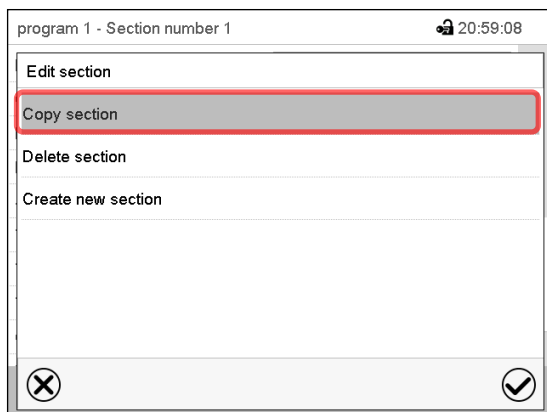 program 1 - Section number 1 20:59:08
Edit section
Copy section
Delete section
Create new section